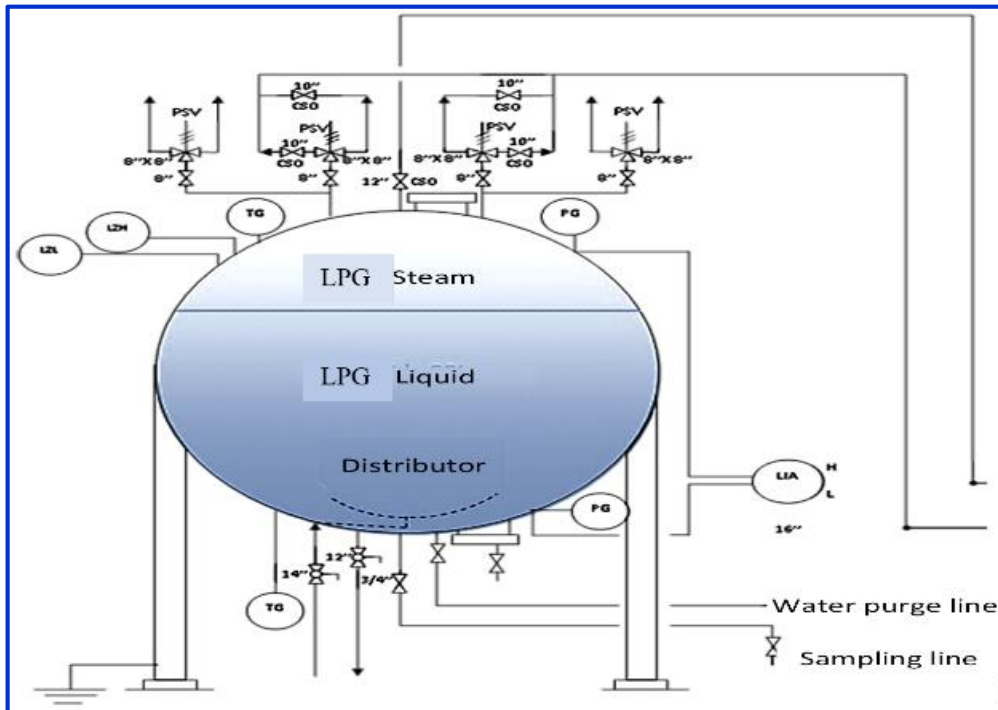 10"
10"
CSO
CSO
PSV
PSV
PSV
PSV
10"
8"X8"
CSO
8"X8"
8"X8"
10"
CSO
8"X8"
8"
8"
12"
CSO
8"
8"
TG
PG
LZH
LZL
LPG Steam
LPG Liquid
Distributor
LIA
H
L
PG
16"
12"
14"
3/4"
TG
Water purge line
Sampling line